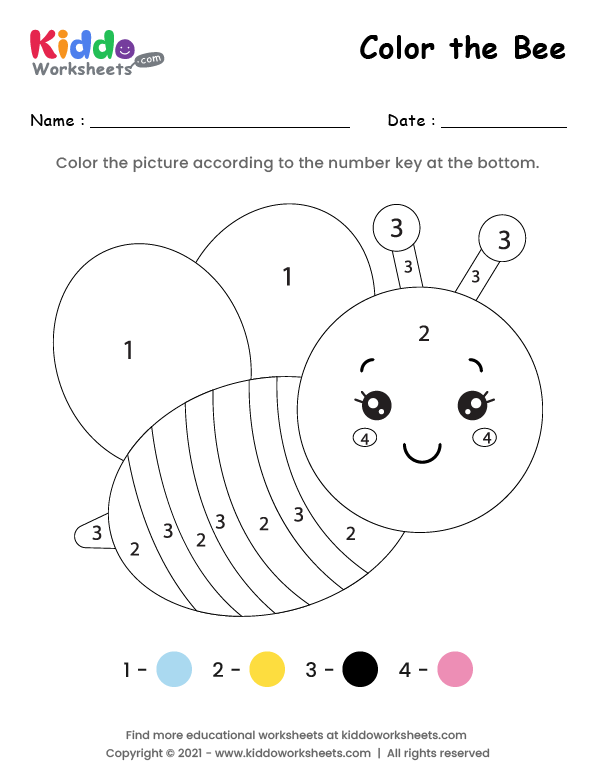 Kiddo
Worksheets.com
Color the Bee
Name : Date :
Color the picture according to the number key at the bottom.
3 3
3 3
1 1
2
4 4
3 2 3 2 3 2 3 2
1 - 2 - 3 - 4 -
Find more educational worksheets at kiddoworksheets.com
Copyright © 2021 - www.kiddoworksheets.com | All rights reserved